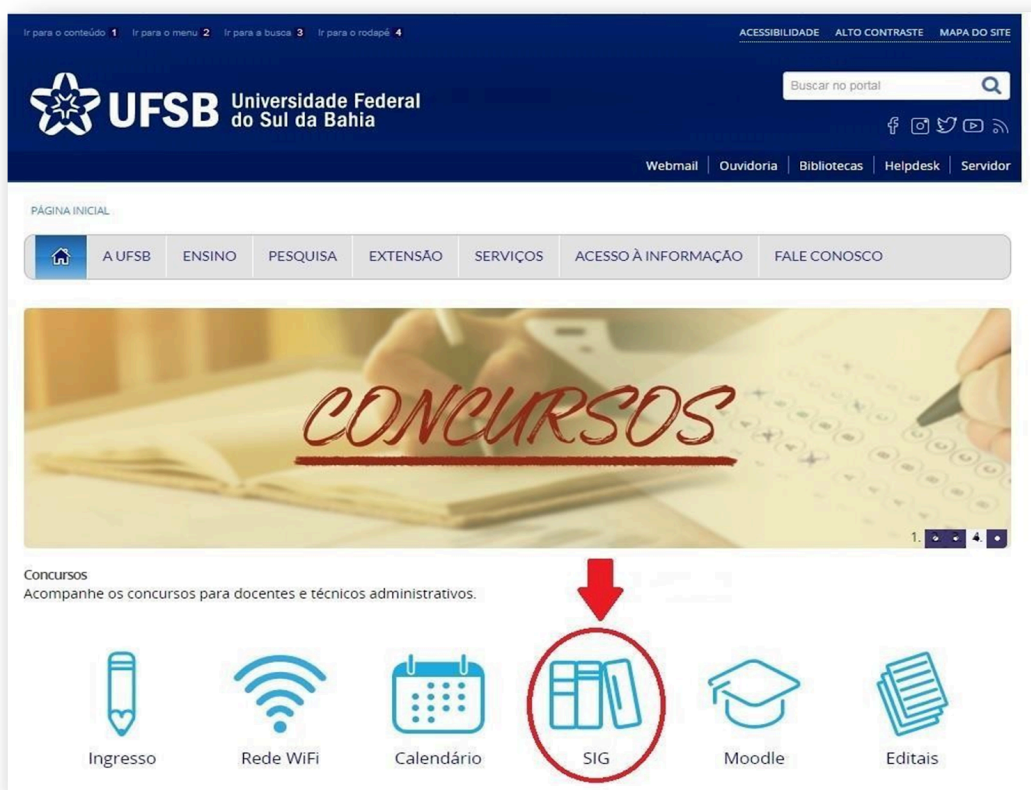 Ir para o conteúdo 1 Ir para o menu 2 Ir para a busca 3 Ir para o rodapé 4 ACESSIBILIDADE ALTO CONTRASTE MAPA DO SITE
Buscar no portal
UFSB Universidade Federal
do Sul da Bahia
Webmail Ouvidoria Bibliotecas Helpdesk Servidor
PÁGINA INICIAL
A UFSB ENSINO PESQUISA EXTENSÃO SERVIÇOS ACESSO À INFORMAÇÃO FALE CONOSCO
CONCURSOS
1. 4.
Concursos
Acompanhe os concursos para docentes e técnicos administrativos.
Ingresso Rede WiFi Calendário SIG Moodle Editais